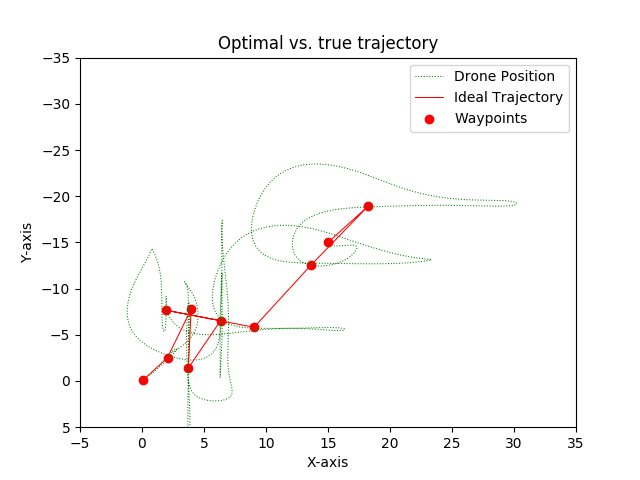 Optimal vs. true trajectory
Drone Position
Ideal Trajectory
Waypoints
Y-axis
−35
−30
−25
−20
−15
−10
−5
0
5
−5 0 5 10 15 20 25 30 35
X-axis